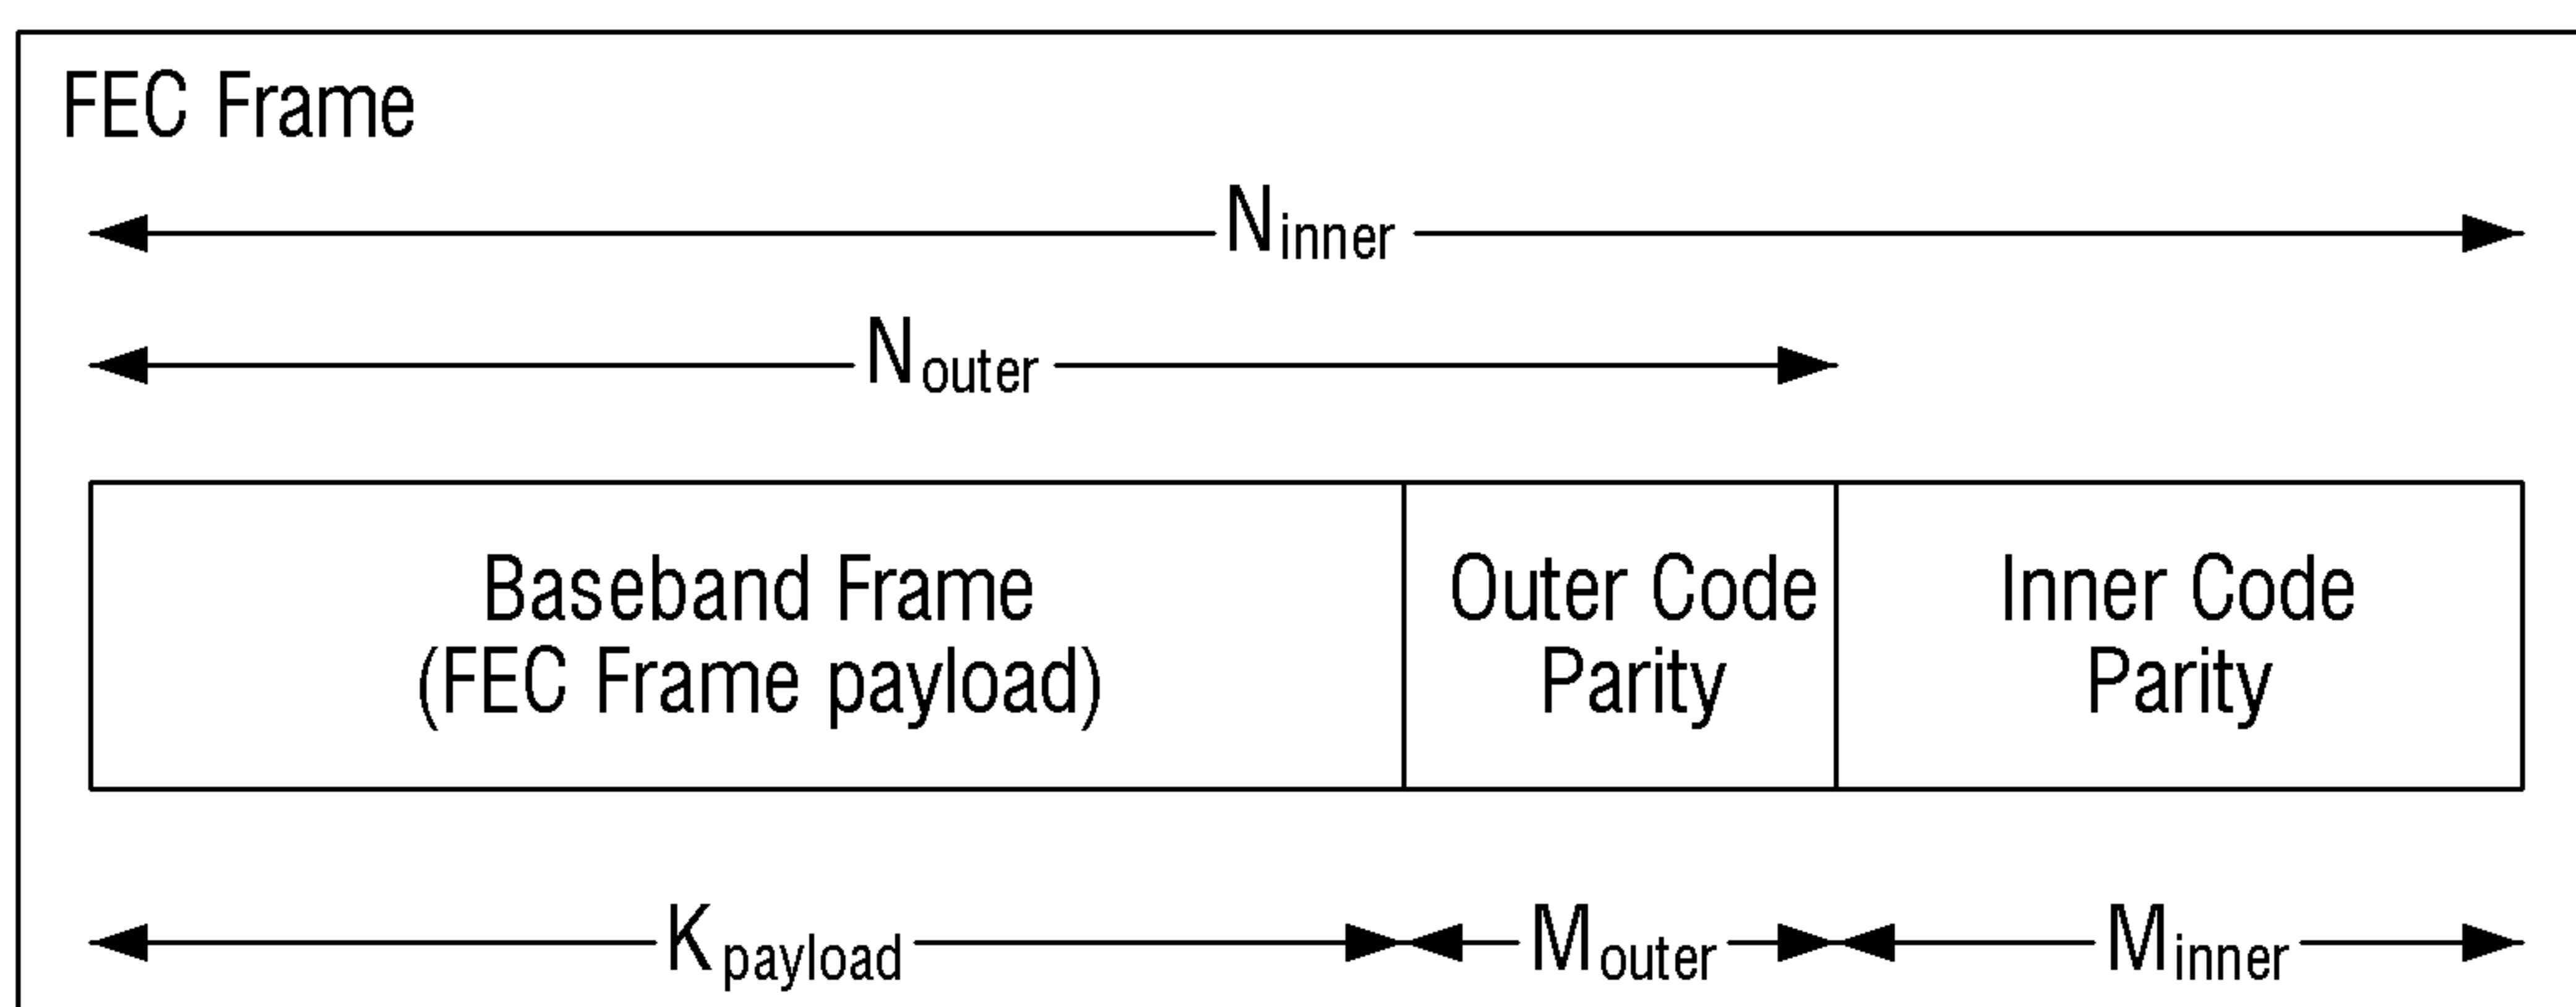 FEC Frame
Ninner
Nouter
Baseband Frame
(FEC Frame payload)
Outer Code
Parity
Inner Code
Parity
Kpayload
Mouter
Minner